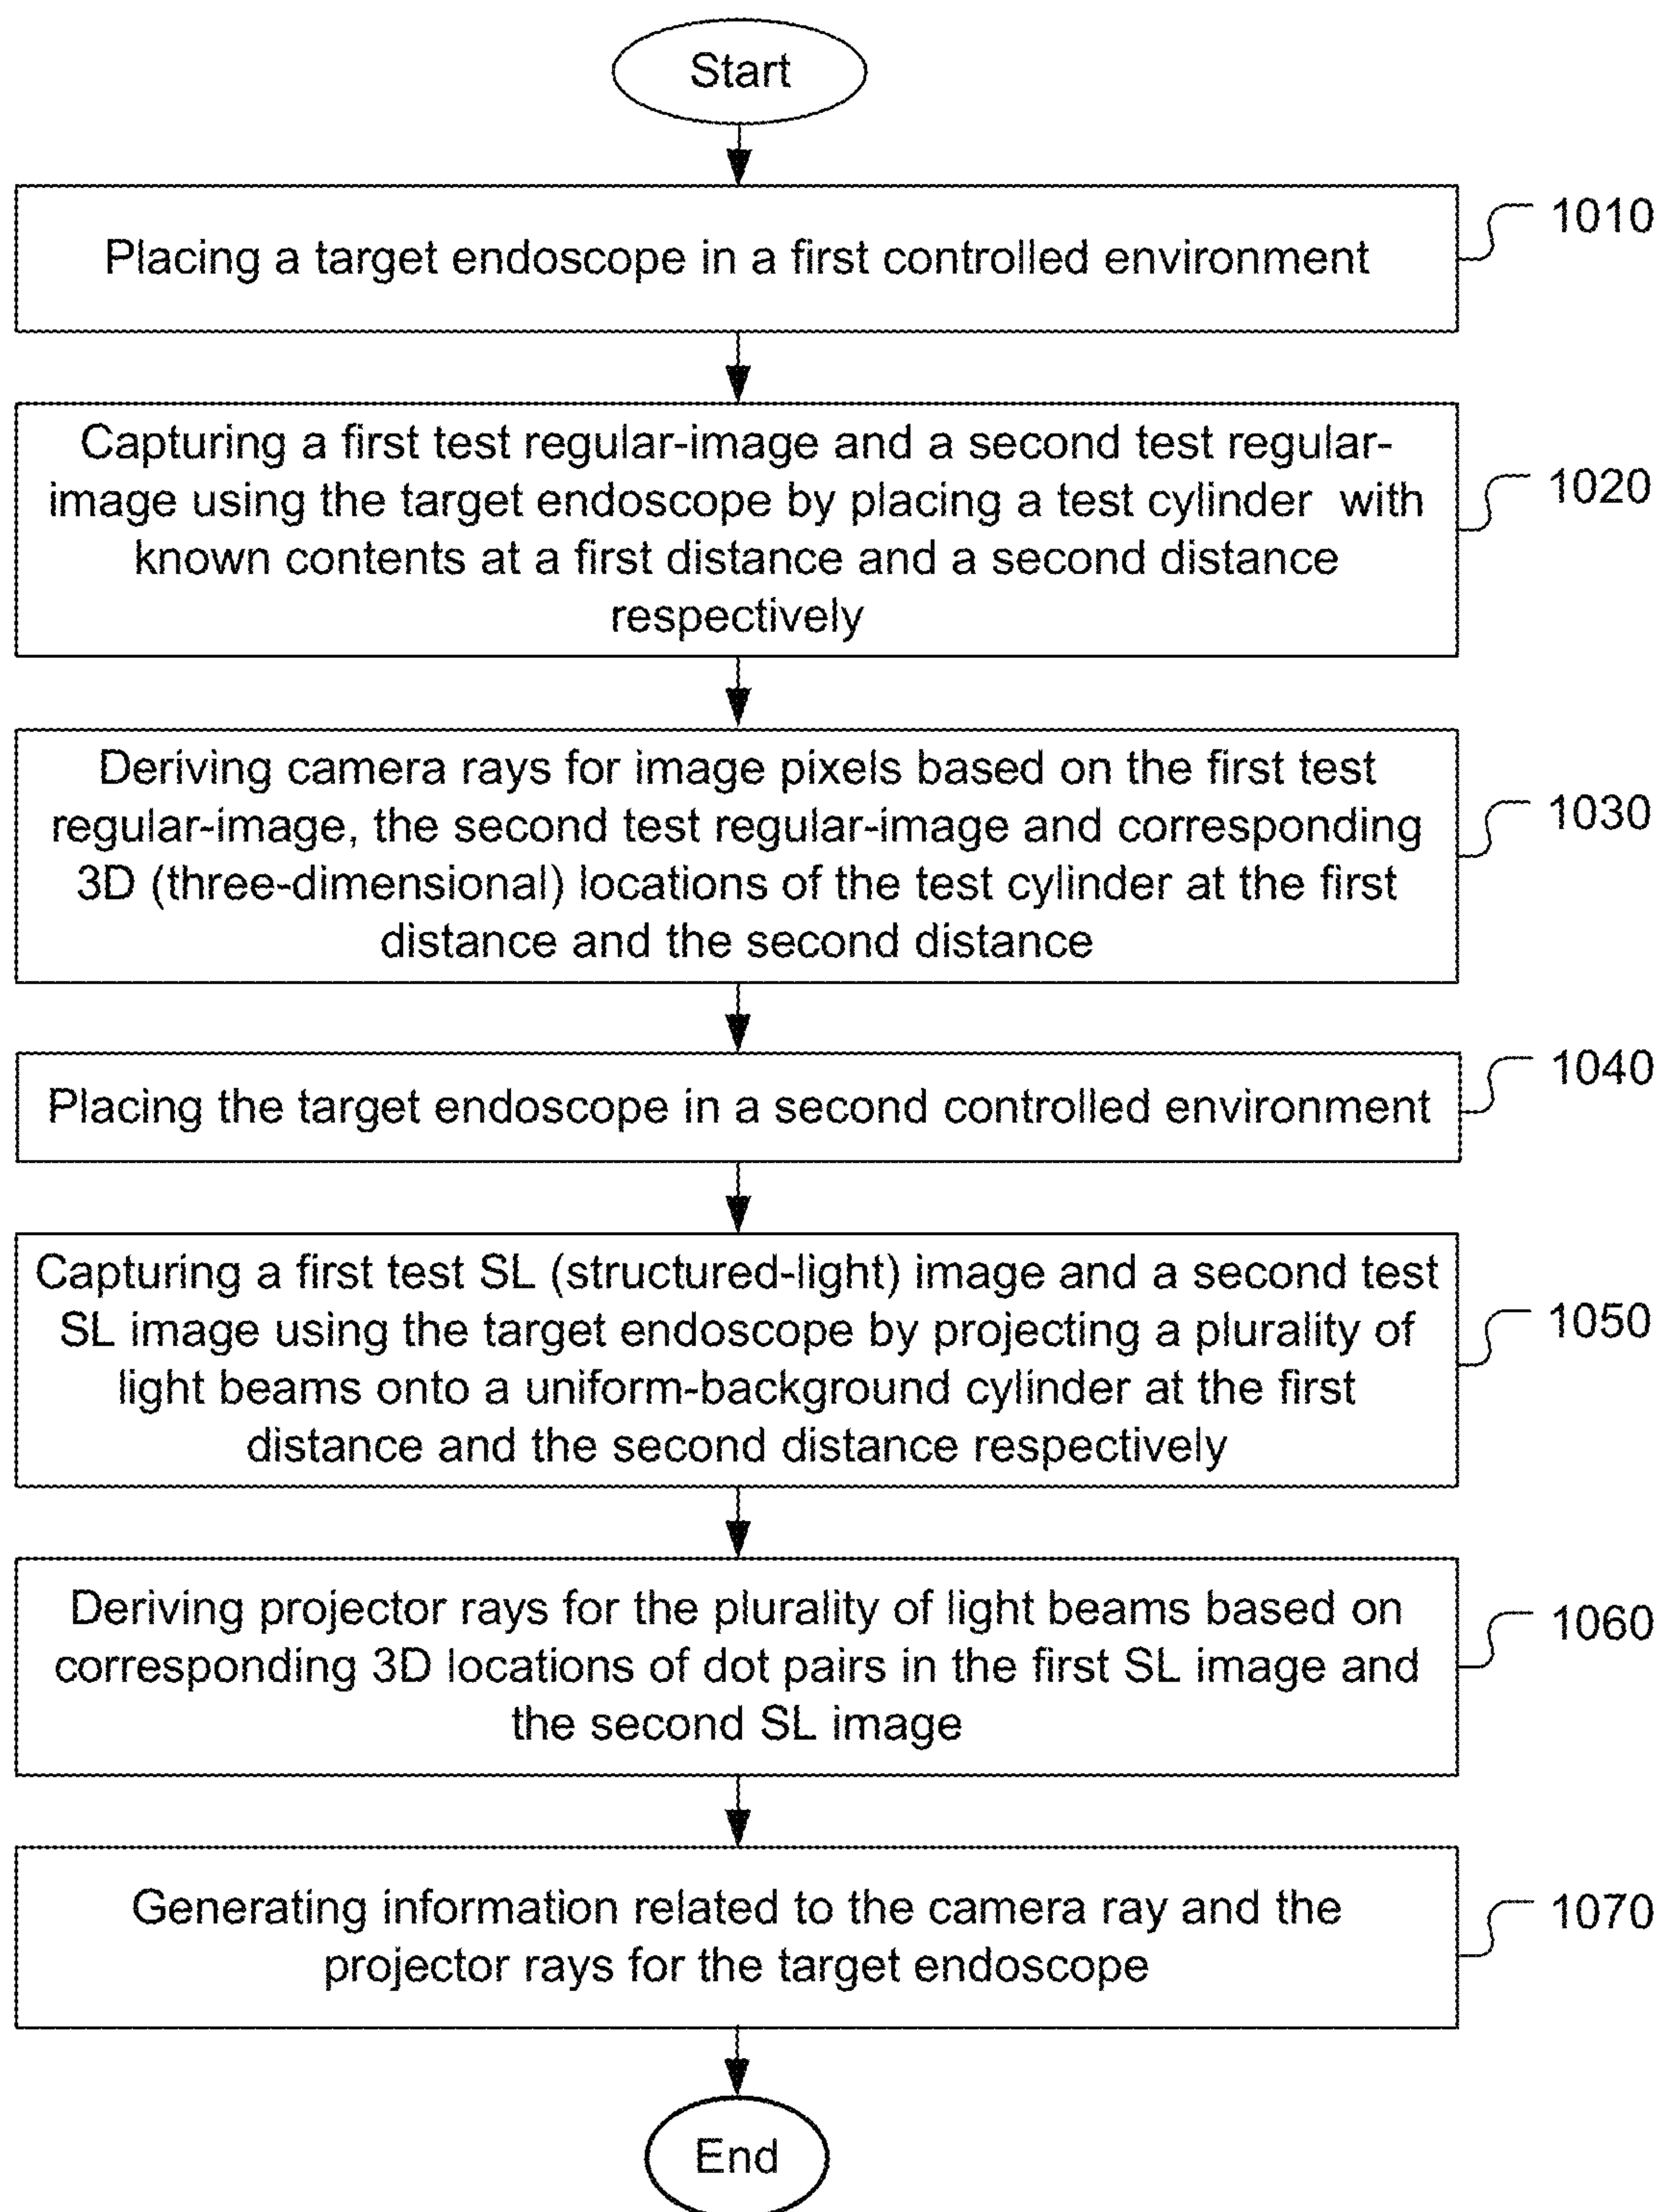 Start
Placing a target endoscope in a first controlled environment
1010
Capturing a first test regular-image and a second test regular-
image using the target endoscope by placing a test cylinder with
known contents at a first distance and a second distance
respectively
1020
Deriving camera rays for image pixels based on the first test
regular-image, the second test regular-image and corresponding
3D (three-dimensional) locations of the test cylinder at the first
distance and the second distance
1030
Placing the target endoscope in a second controlled environment
1040
Capturing a first test SL (structured-light) image and a second test
SL image using the target endoscope by projecting a plurality of
light beams onto a uniform-background cylinder at the first
distance and the second distance respectively
1050
Deriving projector rays for the plurality of light beams based on
corresponding 3D locations of dot pairs in the first SL image and
the second SL image
1060
Generating information related to the camera ray and the
projector rays for the target endoscope
1070
End